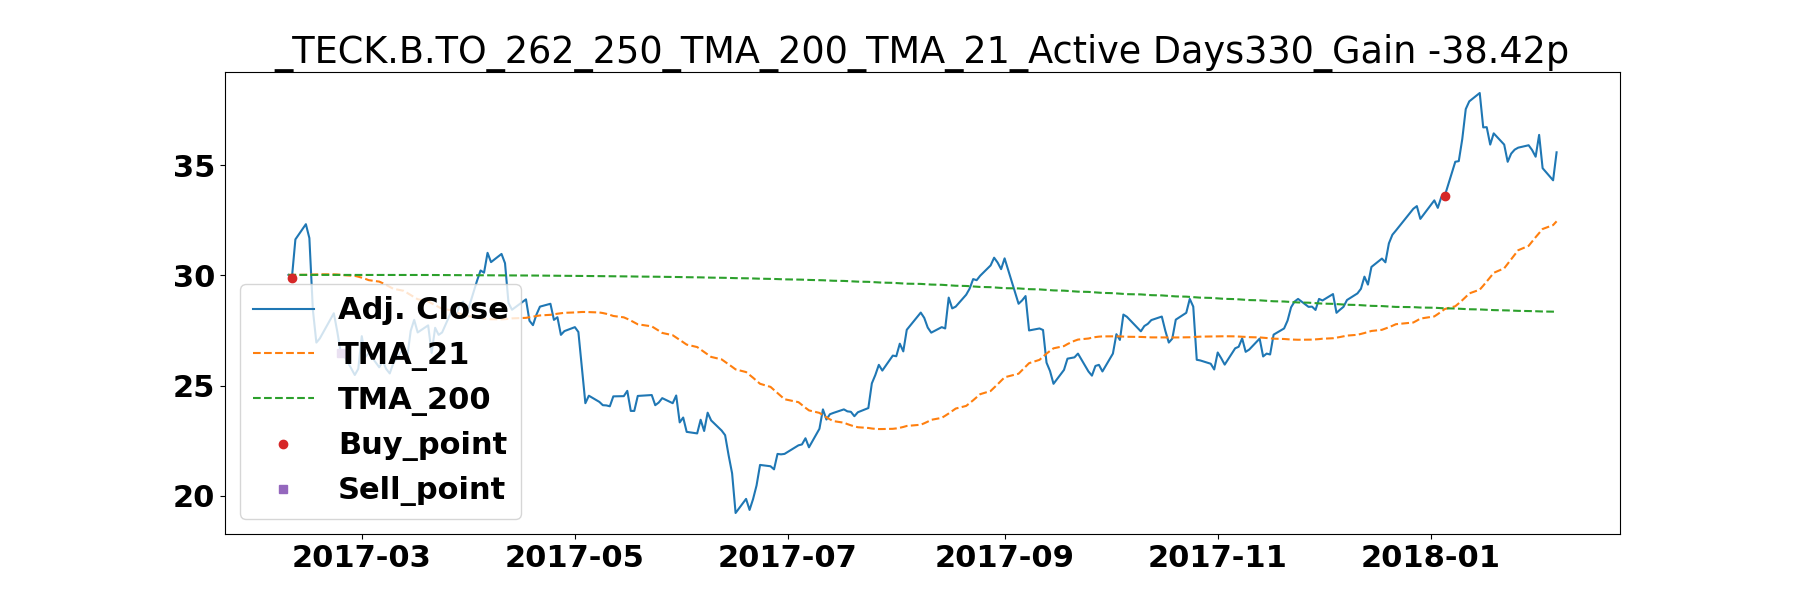 _TECK.B.TO_262_250_TMA_200_TMA_21_Active Days330_Gain -38.42p
35
30
25
20
Adj. Close
TMA_21
TMA_200
Buy_point
Sell_point
2017-03 2017-05 2017-07 2017-09 2017-11 2018-01